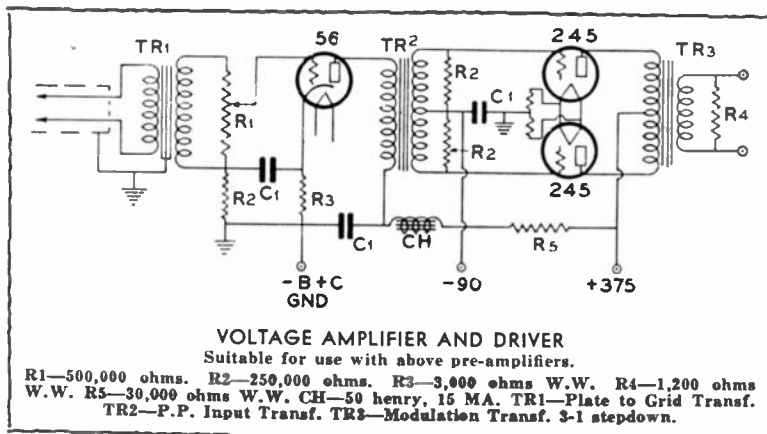 TR1
56
TR2
245
TR3
R1
R2
C1
R2
R4
R2
C1
R3
245
C1
CH
R5
-B+C
GND
-90
+375
VOLTAGE AMPLIFIER AND DRIVER
Suitable for use with above pre-amplifiers.
R1—500,000 ohms. R2—250,000 ohms. R3—3,000 ohms W.W. R4—1,200 ohms
W.W. R5—30,000 ohms W.W. CH—50 henry, 15 MA. TR1—Plate to Grid Transf.
TR2—P.P. Input Transf. TR3—Modulation Transf. 3-1 stepdown.